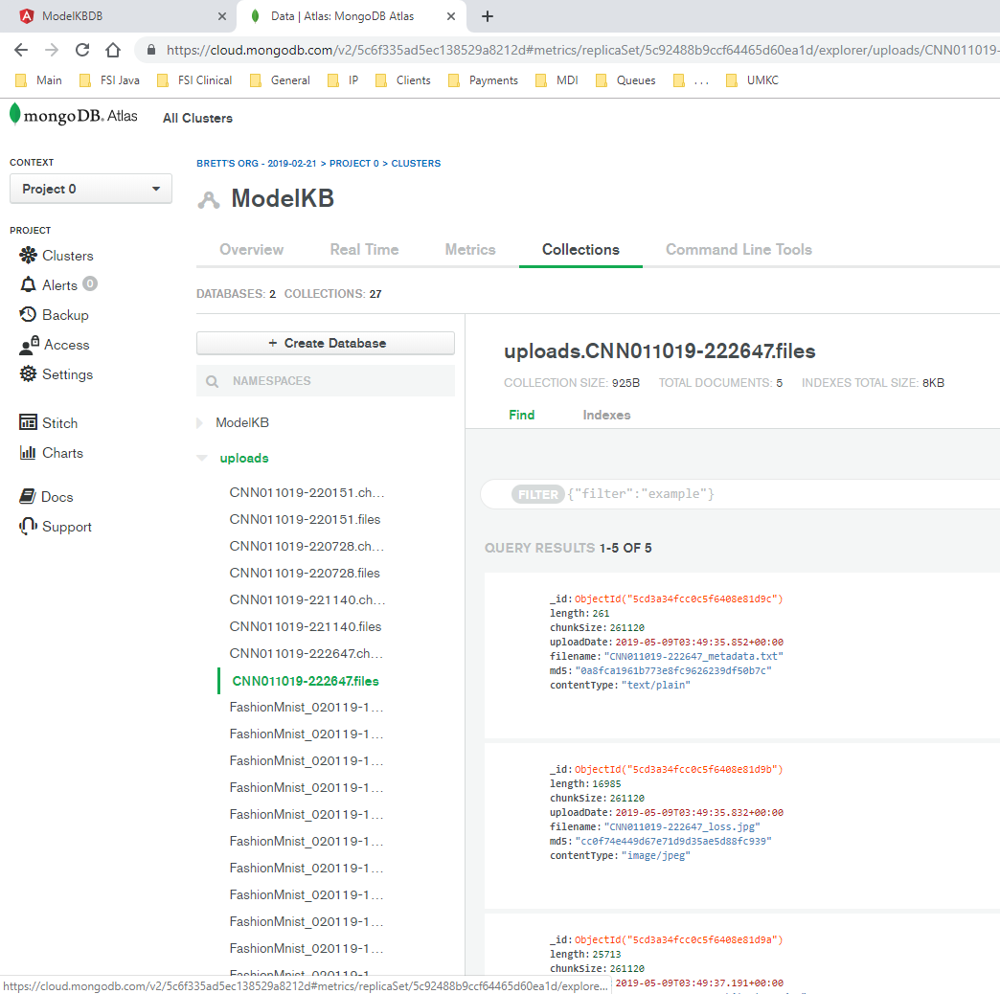 ModelKBDB
Data | Atlas: MongoDB Atlas
https://cloud.mongodb.com/v2/5c6f335ad5ec138529a8212d#metrics/replicaSet/5c92488b9ccf64465d60ea1d/explorer/uploads/CNN011019-
Main FSI Java FSI Clinical General IP Clients Payments MDI Queues ... UMKC
mongoDB. Atlas All Clusters
CONTEXT
Project 0
PROJECT
Clusters
Alerts 0
Backup
Access
Settings
Stitch
Charts
Docs
Support
BRETT'S ORG - 2019-02-21 > PROJECT 0 > CLUSTERS
ModelKB
Overview Real Time Metrics Collections Command Line Tools
DATABASES: 2 COLLECTIONS: 27
+ Create Database
NAMESPACES
ModelKB
uploads
CNN011019-220151.ch...
CNN011019-220151.files
CNN011019-220728.ch...
CNN011019-220728.files
CNN011019-221140.ch...
CNN011019-221140.files
CNN011019-222647.ch...
CNN011019-222647.files
FashionMnist_020119-1...
FashionMnist_020119-1...
FashionMnist_020119-1...
FashionMnist_020119-1...
FashionMnist_020119-1...
FashionMnist_020119-1...
FashionMnist_020119-1...
FashionMnist_020119-1...
FashionMnist_020119-1...
FashionMnist_020119-1...
FashionMnist_020119-1...
uploads.CNN011019-222647.files
COLLECTION SIZE: 925B TOTAL DOCUMENTS: 5 INDEXES TOTAL SIZE: 8KB
Find Indexes
FILTER {"filter":"example"}
QUERY RESULTS 1-5 OF 5
_id: ObjectId("5cd3a34fcc0c5f6408e81d9c")
length: 261
chunkSize: 261120
uploadDate: 2019-05-09T03:49:35.852+00:00
filename: "CNN011019-222647_metadata.txt"
md5: "0a8fca1961b773e8fc9626239df50b7c"
contentType: "text/plain"
_id: ObjectId("5cd3a34fcc0c5f6408e81d9b")
length: 16985
chunkSize: 261120
uploadDate: 2019-05-09T03:49:35.832+00:00
filename: "CNN011019-222647_loss.jpg"
md5: "cc0f74e449d67e71d9d35ae5d88fc939"
contentType: "image/jpeg"
_id: ObjectId("5cd3a34fcc0c5f6408e81d9a")
length: 25713
chunkSize: 261120
2019-05-09T03:49:37.191+00:00
https://cloud.mongodb.com/v2/5c6f335ad5ec138529a8212d#metrics/replicaSet/5c92488b9ccf64465d60ea1d/explore...